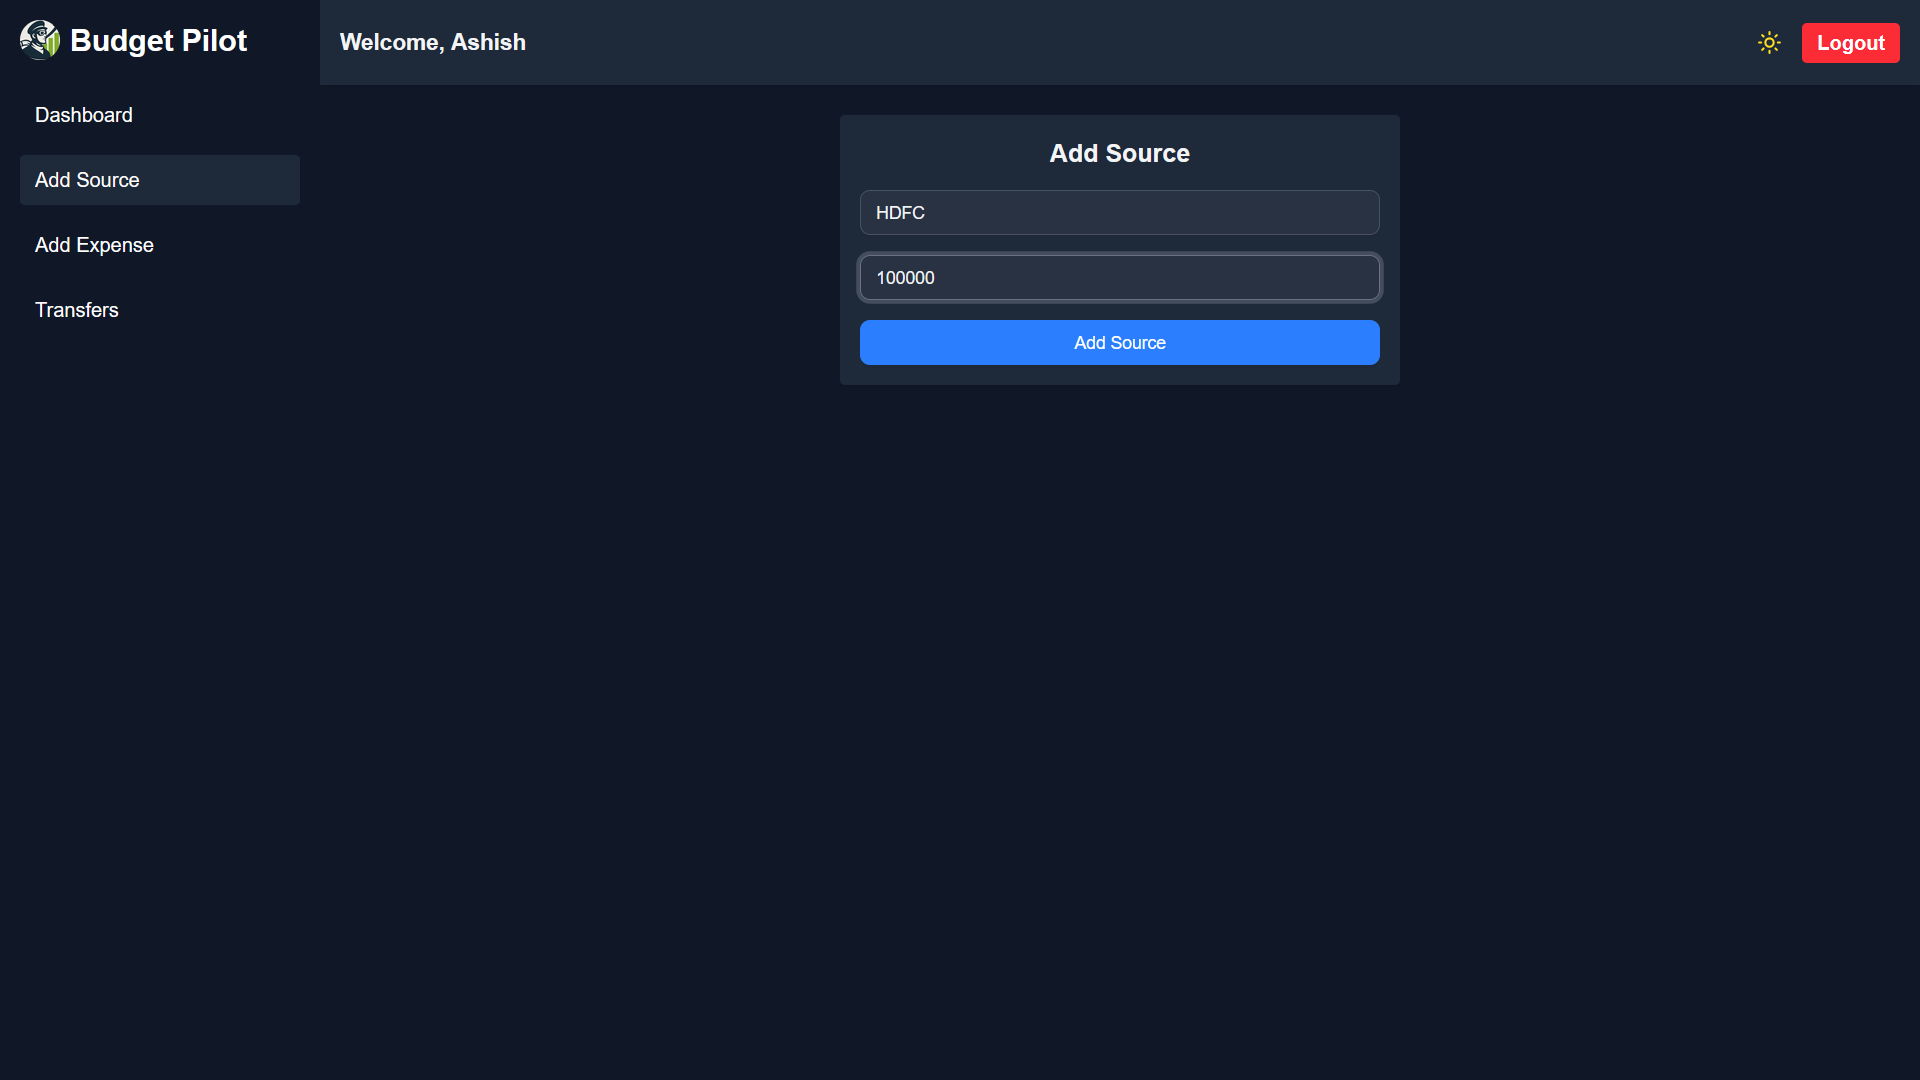 Budget Pilot
Welcome, Ashish
Logout
Dashboard
Add Source
Add Expense
Transfers
Add Source
HDFC
100000
Add Source